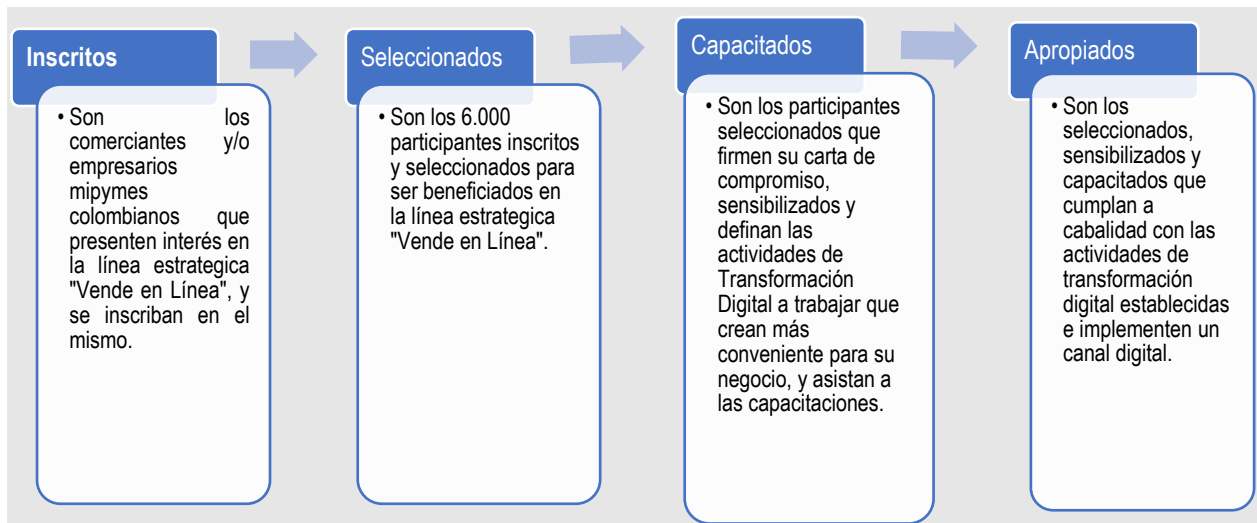 Inscritos
• Son los
comerciantes y/o
empresarios
mipymes
colombianos que
presenten interés en
la línea estrategica
"Vende en Línea", y
se inscriban en el
mismo.
Seleccionados
• Son los 6.000
participantes inscritos
y seleccionados para
ser beneficiados en
la línea estrategica
"Vende en Línea".
Capacitados
• Son los participantes
seleccionados que
firmen su carta de
compromiso,
sensibilizados y
definan las
actividades de
Transformación
Digital a trabajar que
crean más
conveniente para su
negocio, y asistan a
las capacitaciones.
Apropiados
• Son los
seleccionados,
sensibilizados y
capacitados que
cumplan a
cabalidad con las
actividades de
transformación
digital establecidas
e implementen un
canal digital.